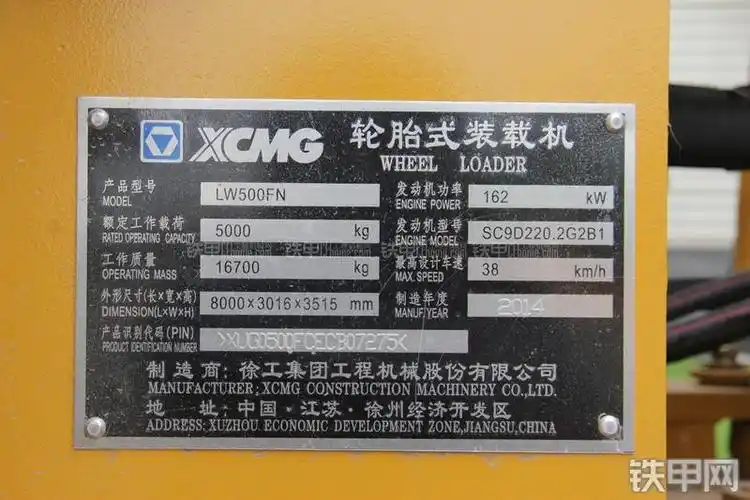 XCMG 轮胎式装载机
WHEEL LOADER
产品型号 LW500FN 发动机功率 162 kW
MODEL ENGINE POWER
额定工作载荷 5000 kg 发动机型号 SC9D220.2G2B1
RATED OPERATING CAPACITY ENGINE MODEL
工作质量 16700 kg 最高设计车速 38 km/h
OPERATING MASS MAX. SPEED
外形尺寸(长×宽×高) 8000×3016×3515 mm 制造年度 2014
DIMENSION(L×W×H) MANUF/YEAR
产品识别代码(PIN)
PRODUCT IDENTIFICATION NUMBER
制造商:徐工集团工程机械股份有限公司
MANUFACTURER:XCMG CONSTRUCTION MACHINERY CO.,LTD.
地 址:中国·江苏·徐州经济开发区
ADDRESS: XUZHOU ECONOMIC DEVELOPMENT ZONE,JIANGSU,CHINA
铁甲网